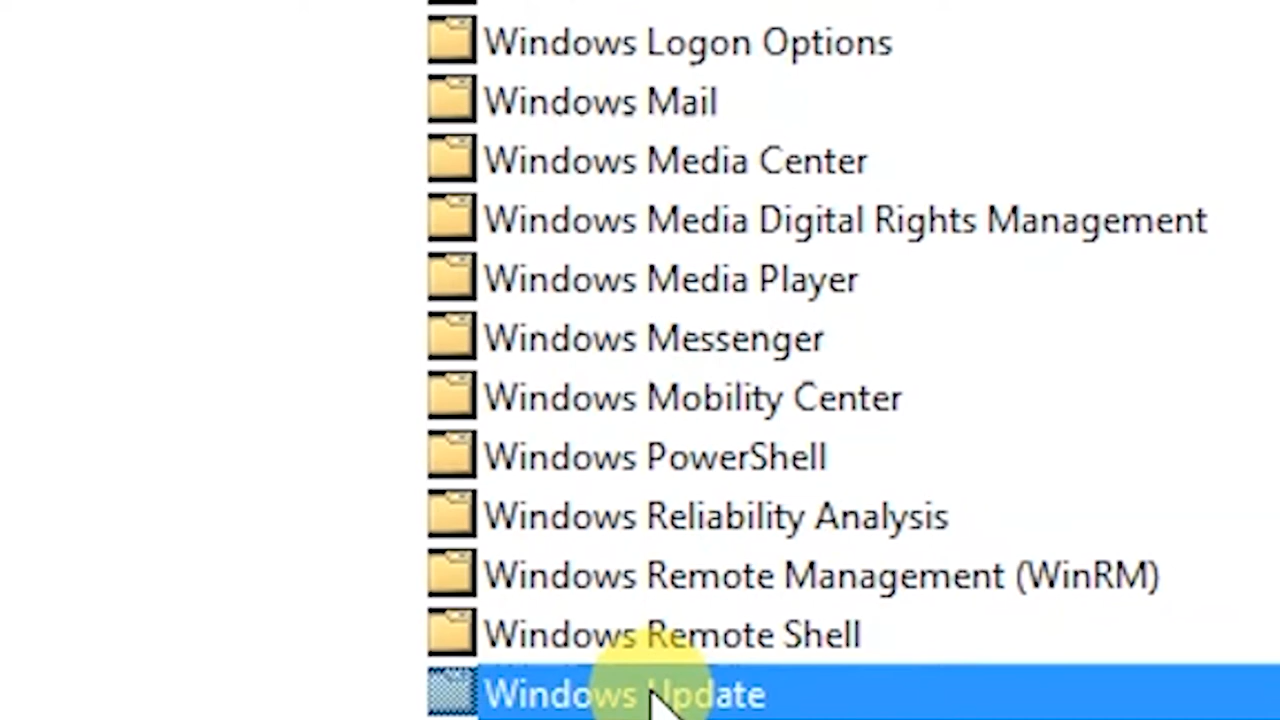 Windows Logon Options
Windows Mail
Windows Media Center
Windows Media Digital Rights Management
Windows Media Player
Windows Messenger
Windows Mobility Center
Windows PowerShell
Windows Reliability Analysis
Windows Remote Management (WinRM)
Windows Remote Shell
Windows Update